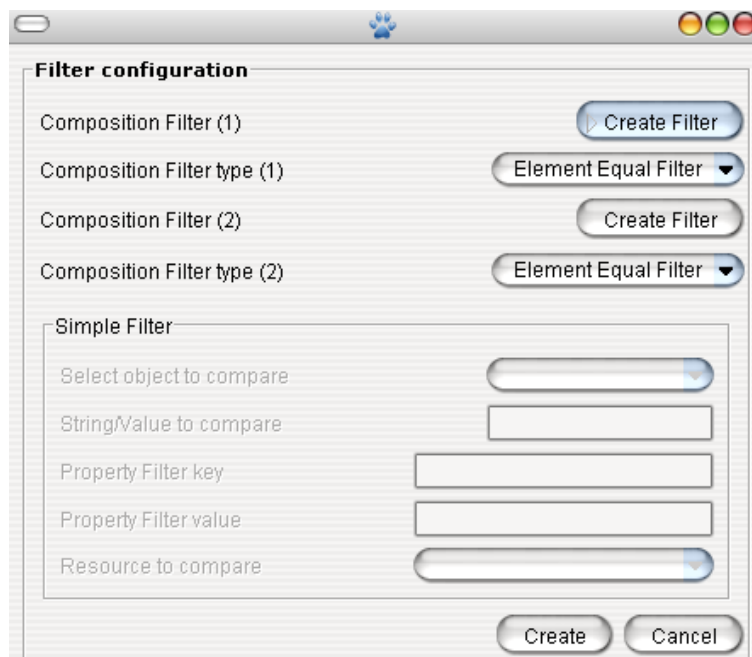 Filter configuration
Composition Filter (1) Create Filter
Composition Filter type (1) Element Equal Filter
Composition Filter (2) Create Filter
Composition Filter type (2) Element Equal Filter
Simple Filter
Select object to compare
String/Value to compare
Property Filter key
Property Filter value
Resource to compare
Create Cancel